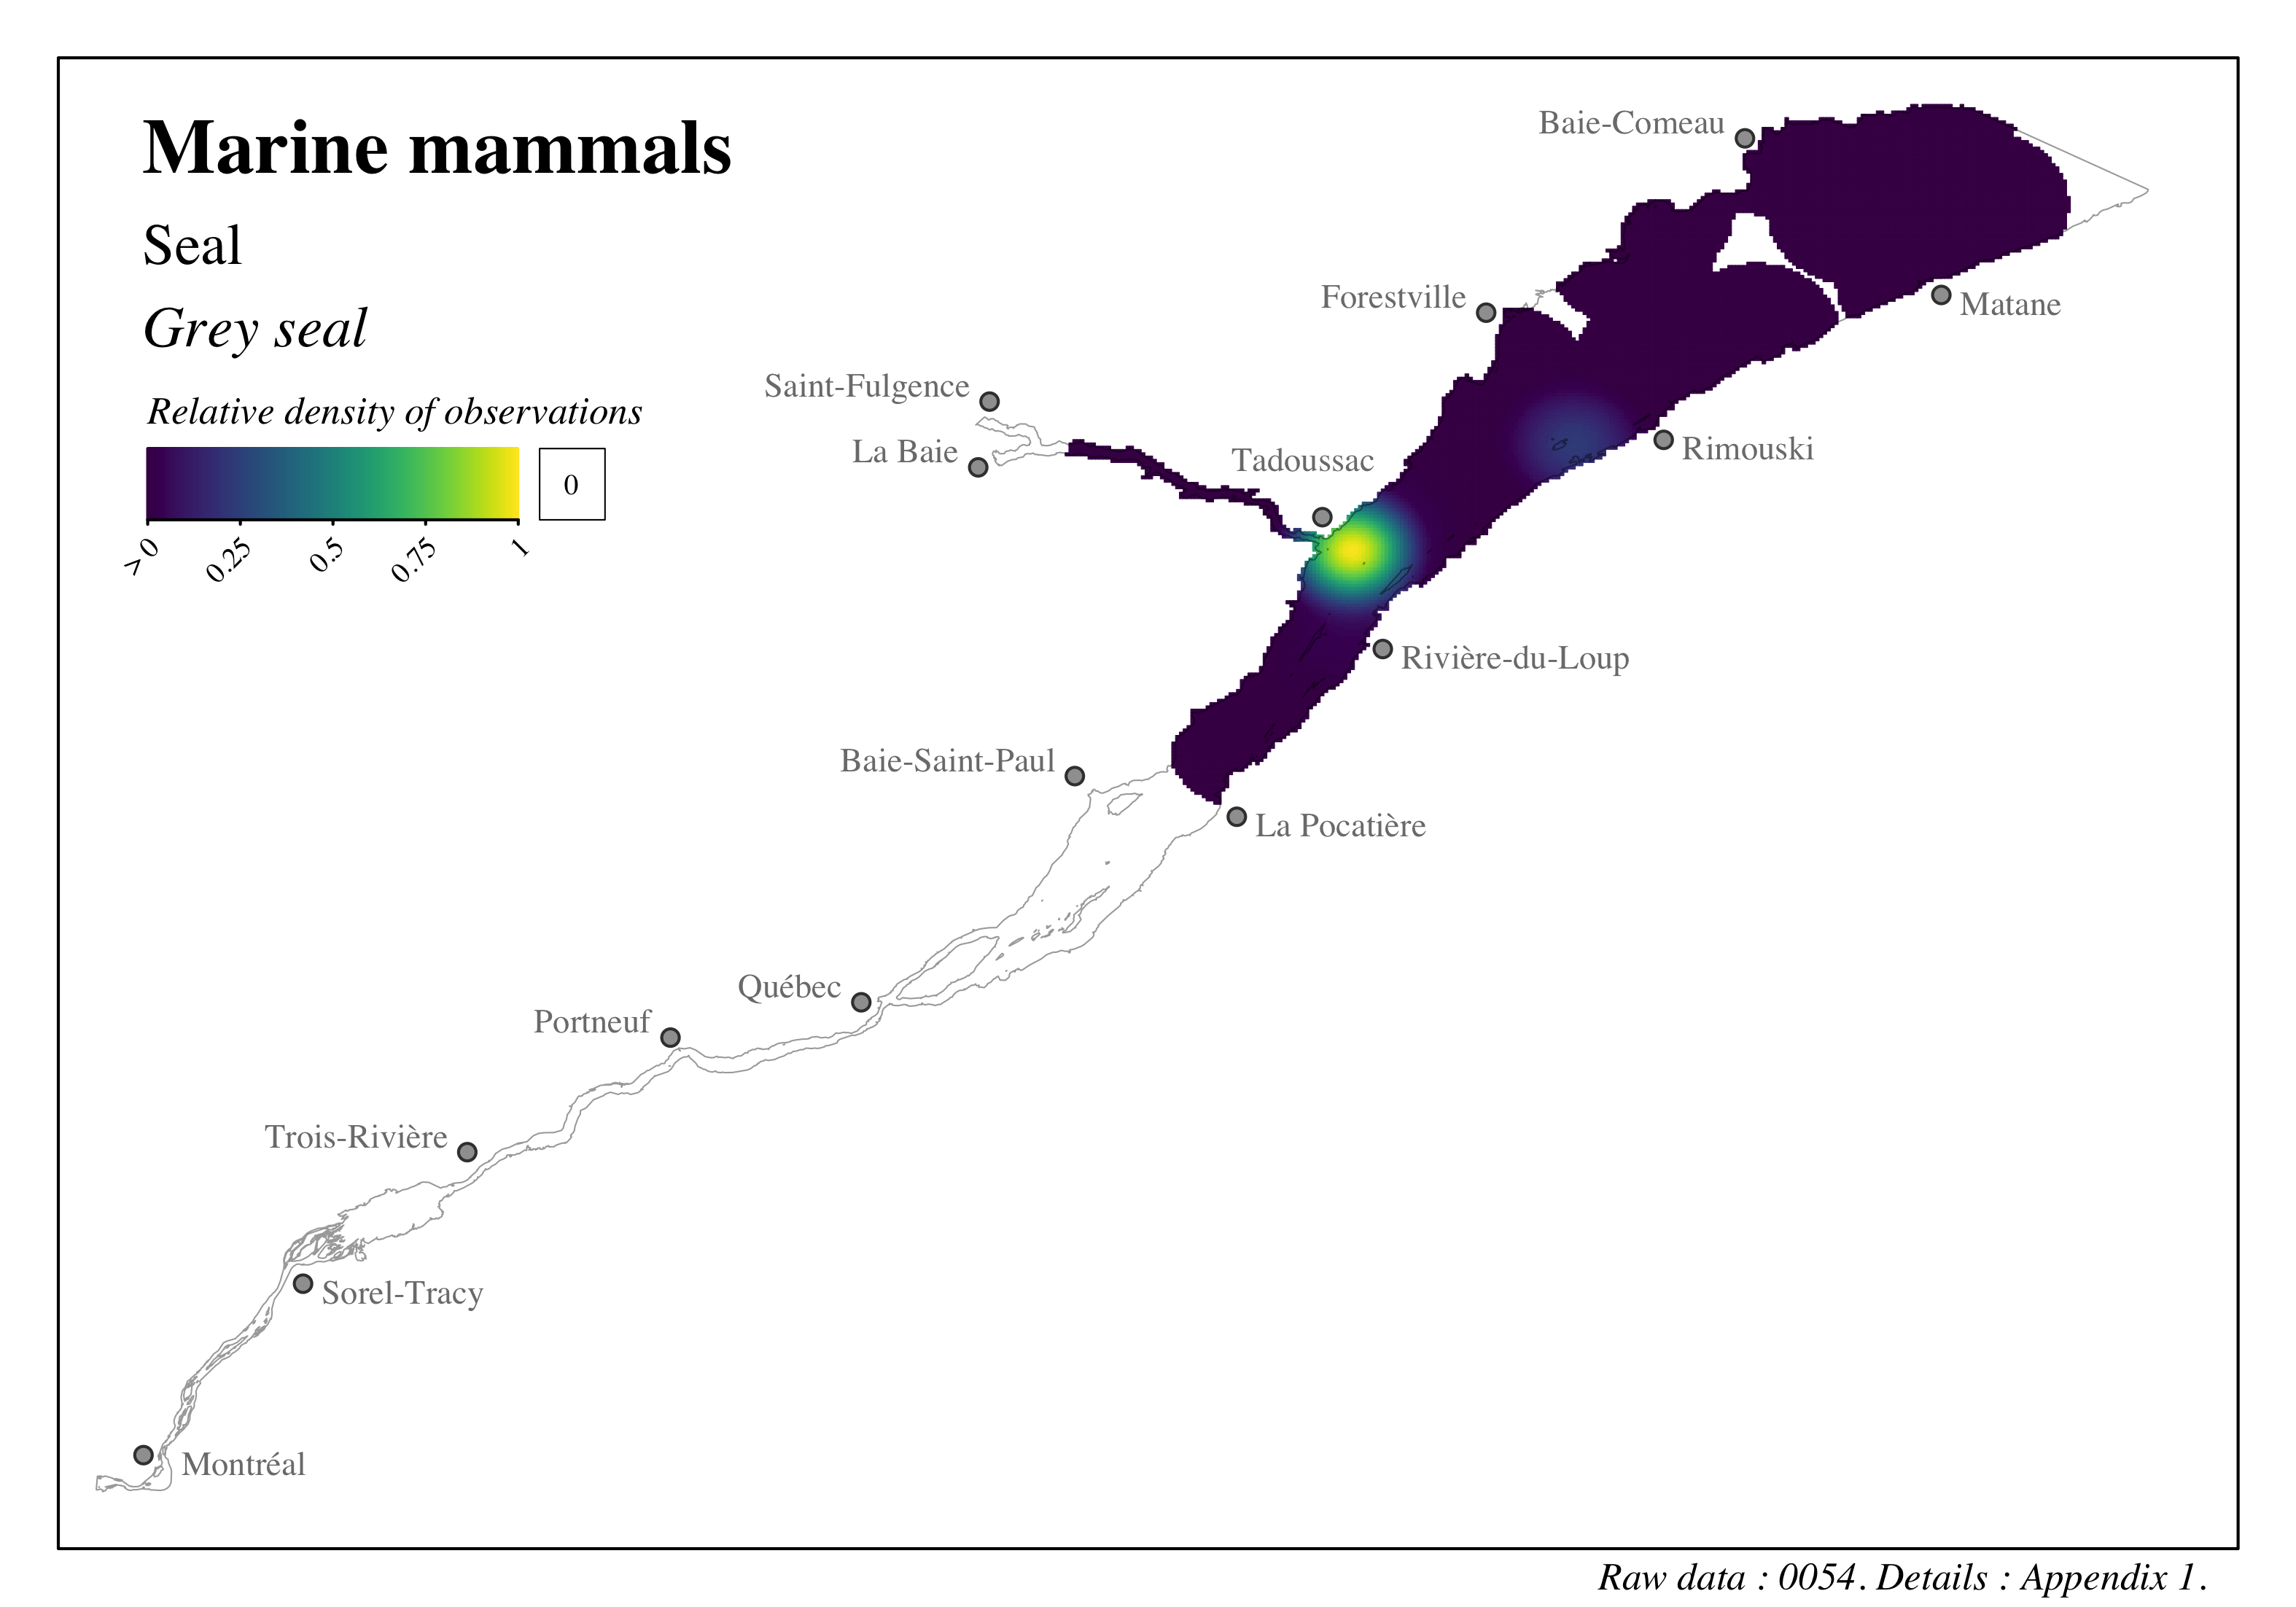 Marine mammals
Seal
Grey seal
Relative density of observations
0
> 0
0.25
0.5
0.75
1
Baie-Comeau
Matane
Forestville
Saint-Fulgence
La Baie
Tadoussac
Rimouski
Rivière-du-Loup
Baie-Saint-Paul
La Pocatière
Québec
Portneuf
Trois-Rivière
Sorel-Tracy
Montréal
Raw data : 0054. Details : Appendix 1.